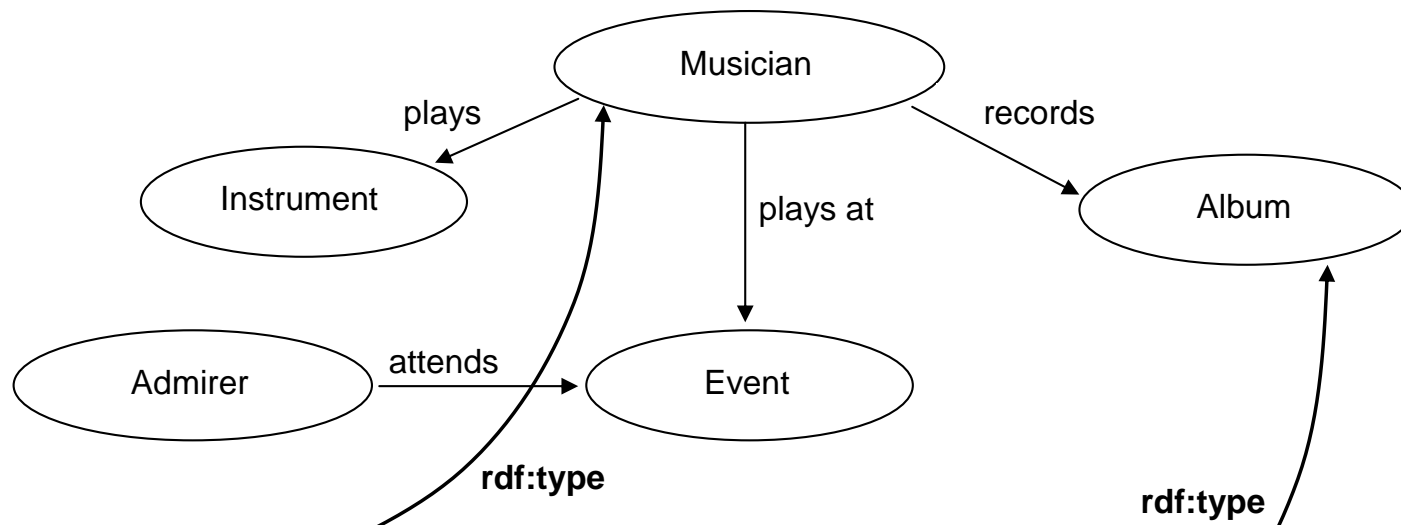 Musician
plays
records
Instrument
plays at
Album
Admirer
attends
Event
rdf:type
rdf:type